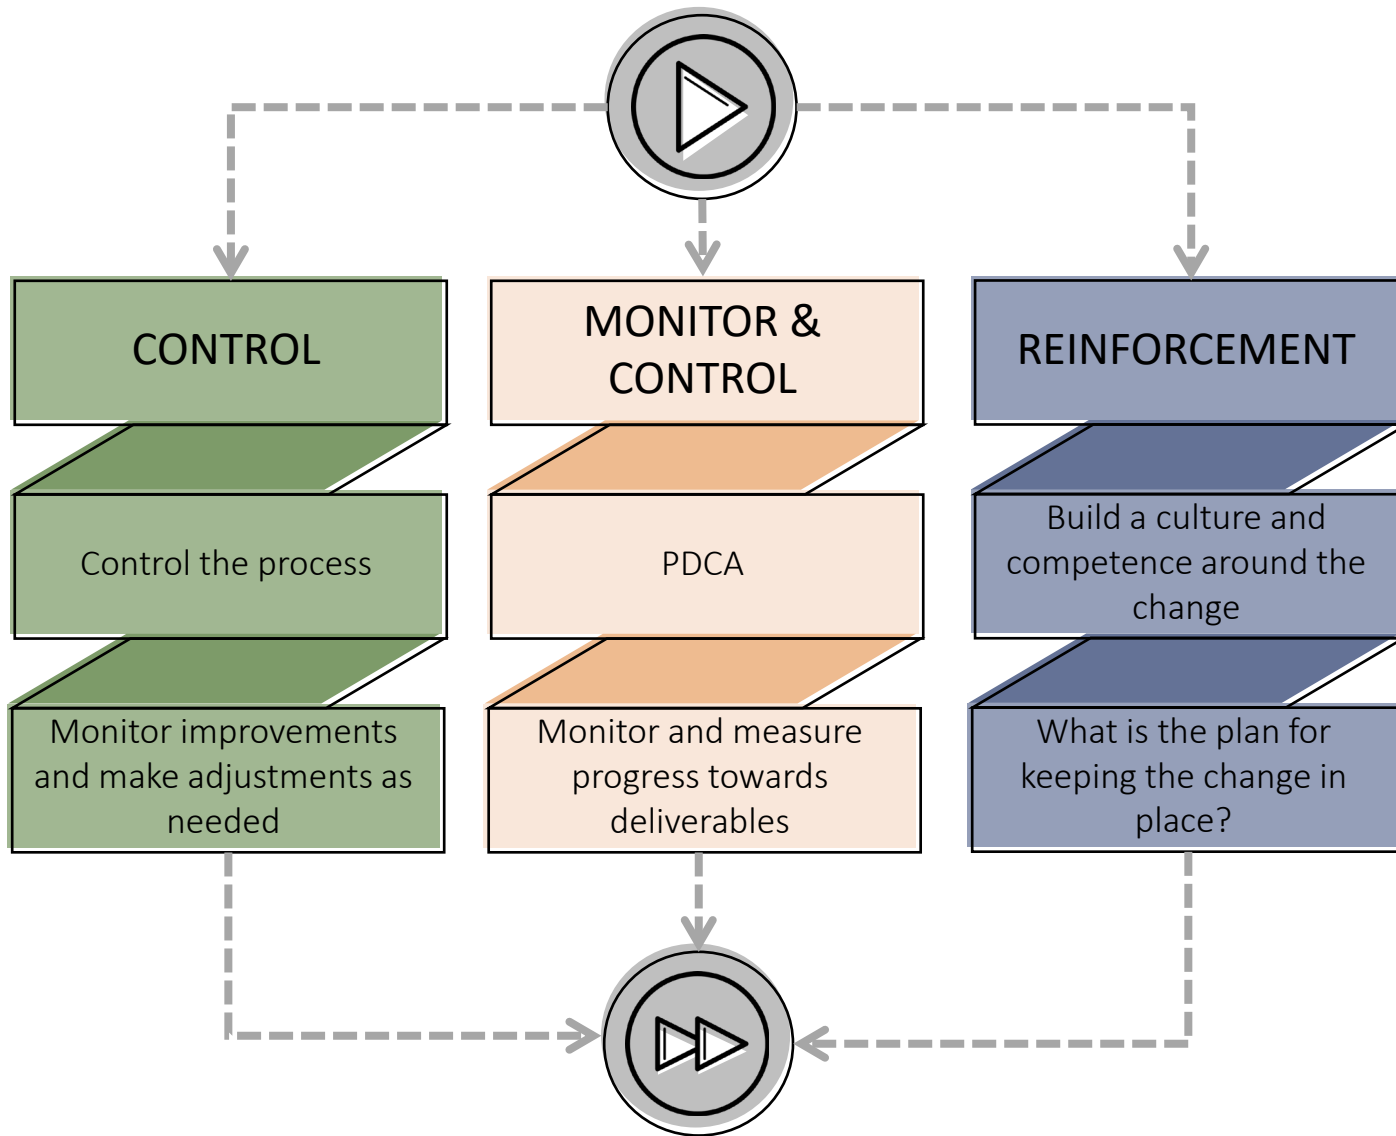 CONTROL
Control the process
Monitor improvements
and make adjustments as
needed
MONITOR &
CONTROL
PDCA
Monitor and measure
progress towards
deliverables
REINFORCEMENT
Build a culture and
competence around the
change
What is the plan for
keeping the change in
place?